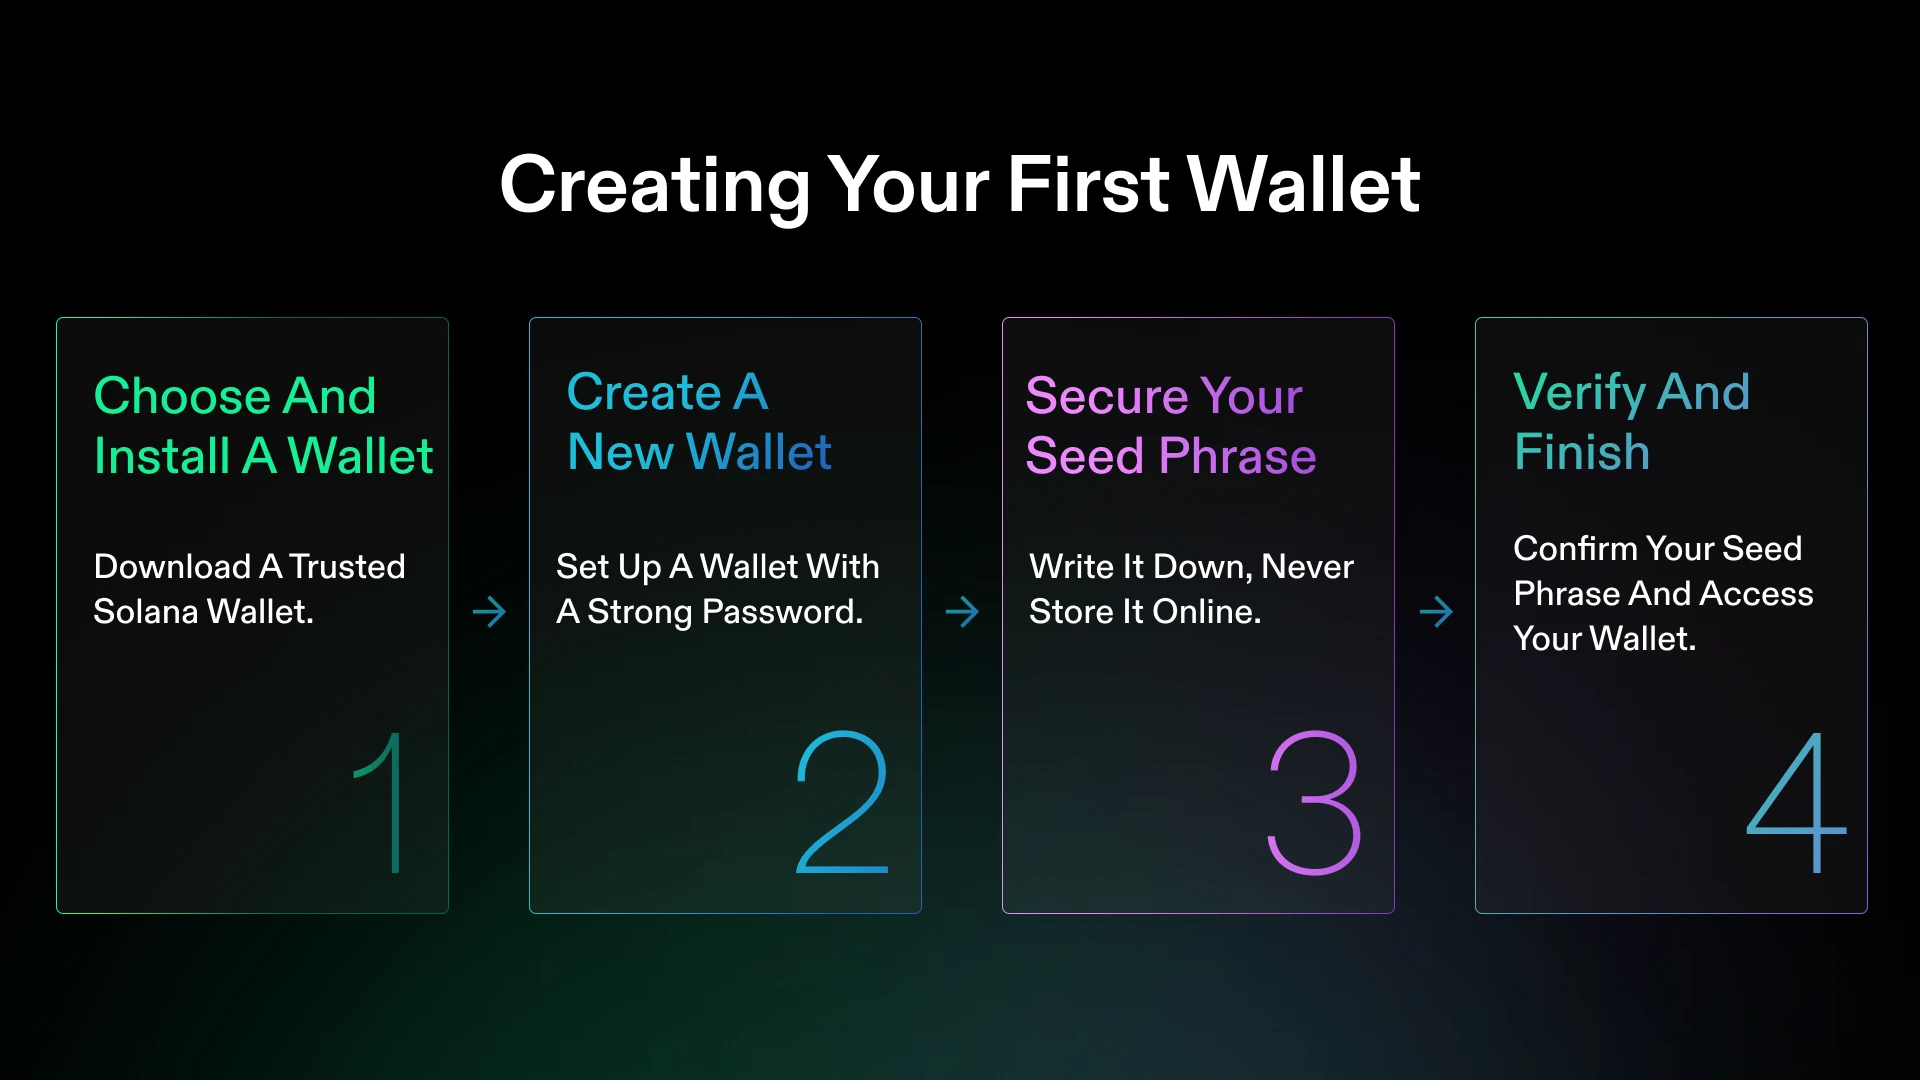 Creating Your First Wallet
Choose And
Install A Wallet
Download A Trusted
Solana Wallet.
1
Create A
New Wallet
Set Up A Wallet With
A Strong Password.
2
Secure Your
Seed Phrase
Write It Down, Never
Store It Online.
3
Verify And
Finish
Confirm Your Seed
Phrase And Access
Your Wallet.
4